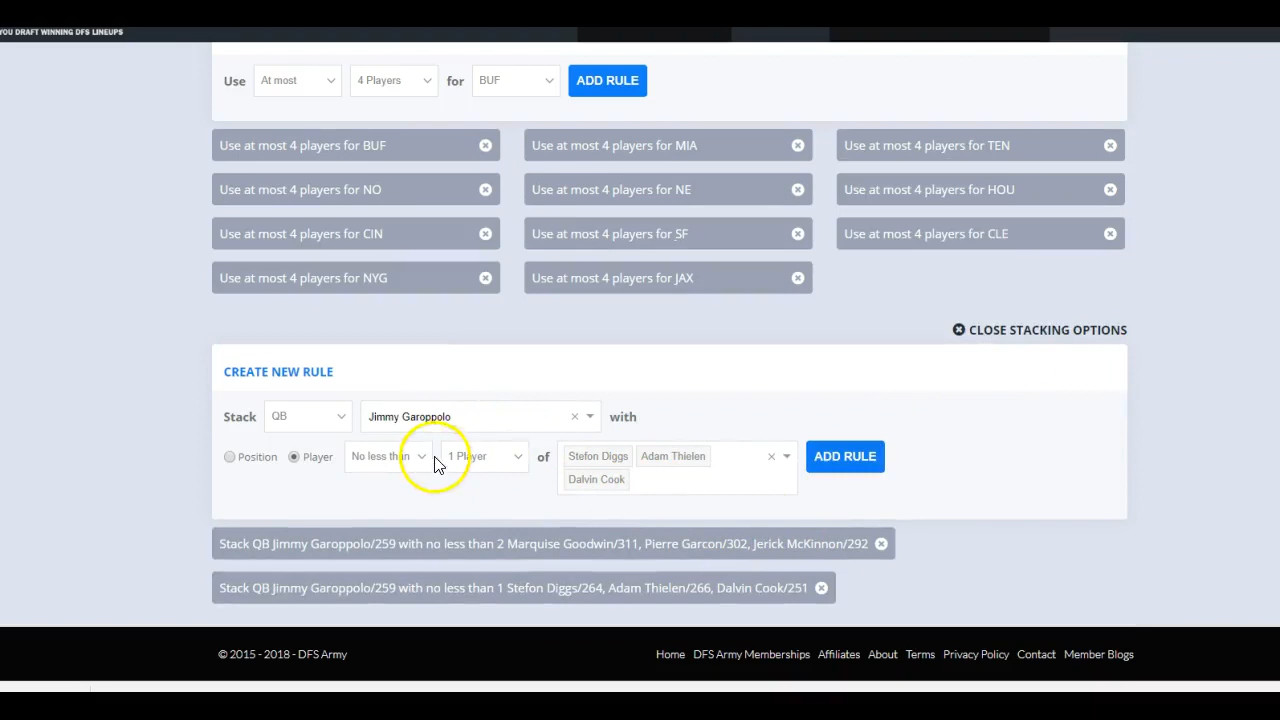 YOU DRAFT WINNING DFS LINEUPS
Use At most 4 Players for BUF ADD RULE
Use at most 4 players for BUF Use at most 4 players for MIA Use at most 4 players for TEN
Use at most 4 players for NO Use at most 4 players for NE Use at most 4 players for HOU
Use at most 4 players for CIN Use at most 4 players for SF Use at most 4 players for CLE
Use at most 4 players for NYG Use at most 4 players for JAX
CLOSE STACKING OPTIONS
CREATE NEW RULE
Stack QB Jimmy Garoppolo with
Position Player No less than 1 Player of Stefon Diggs Adam Thielen ADD RULE
Dalvin Cook
Stack QB Jimmy Garoppolo/259 with no less than 2 Marquise Goodwin/311, Pierre Garcon/302, Jerick McKinnon/292
Stack QB Jimmy Garoppolo/259 with no less than 1 Stefon Diggs/264, Adam Thielen/266, Dalvin Cook/251
© 2015 - 2018 - DFS Army Home DFS Army Memberships Affiliates About Terms Privacy Policy Contact Member Blogs